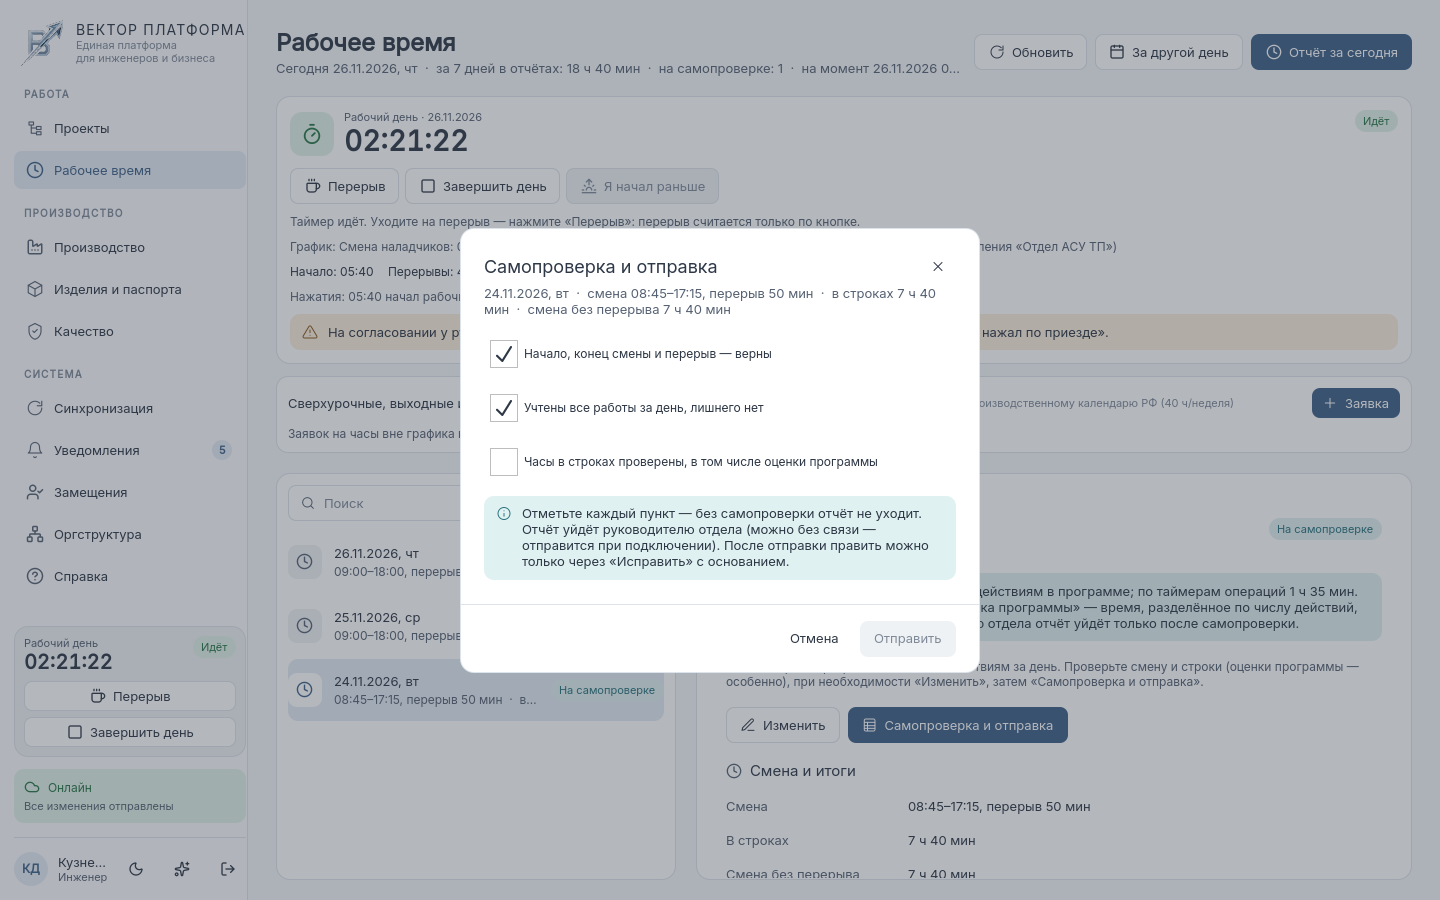 ВЕКТОР ПЛАТФОРМА
Единая платформа
для инженеров и бизнеса
РАБОТА
Проекты
Рабочее время
ПРОИЗВОДСТВО
Производство
Изделия и паспорта
Качество
СИСТЕМА
Синхронизация
Уведомления
5
Замещения
Оргструктура
Справка
Рабочий день
Идёт
02:21:22
Перерыв
Завершить день
Онлайн
Все изменения отправлены
КД
Кузне...
Инженер
Рабочее время
Сегодня 26.11.2026, чт · за 7 дней в отчётах: 18 ч 40 мин · на самопроверке: 1 · на момент 26.11.2026 0...
Обновить
За другой день
Отчёт за сегодня
Рабочий день · 26.11.2026
02:21:22
Идёт
Перерыв
Завершить день
Я начал раньше
Таймер идёт. Уходите на перерыв — нажмите «Перерыв»: перерыв считается только по кнопке.
График: Смена наладчиков:
«Отдел АСУ ТП»)
Начало: 05:40 Перерывы:
Нажатия: 05:40 начал
На согласовании у
нажал по приезде».
Сверхурочные, выходные
календарю РФ (40 ч/неделя)
Заявка
Заявок на часы вне графика
Поиск
26.11.2026, чт
09:00–18:00, перерыв
25.11.2026, ср
09:00–18:00, перерыв
24.11.2026, вт
08:45–17:15, перерыв 50 мин · в...
На самопроверке
На самопроверке
действиям в программе; по таймерам операций 1 ч 35 мин.
программы» — время, разделённое по числу действий,
отдела отчёт уйдёт только после самопроверки.
за день. Проверьте смену и строки (оценки программы —
особенно), при необходимости «Изменить», затем «Самопроверка и отправка».
Изменить
Самопроверка и отправка
Смена и итоги
Смена 08:45–17:15, перерыв 50 мин
В строках 7 ч 40 мин
Смена без перерыва 7 ч 40 мин
Самопроверка и отправка
24.11.2026, вт · смена 08:45–17:15, перерыв 50 мин · в строках 7 ч 40
мин · смена без перерыва 7 ч 40 мин
Начало, конец смены и перерыв — верны
Учтены все работы за день, лишнего нет
Часы в строках проверены, в том числе оценки программы
Отметьте каждый пункт — без самопроверки отчёт не уходит.
Отчёт уйдёт руководителю отдела (можно без связи —
отправится при подключении). После отправки править можно
только через «Исправить» с основанием.
Отмена
Отправить